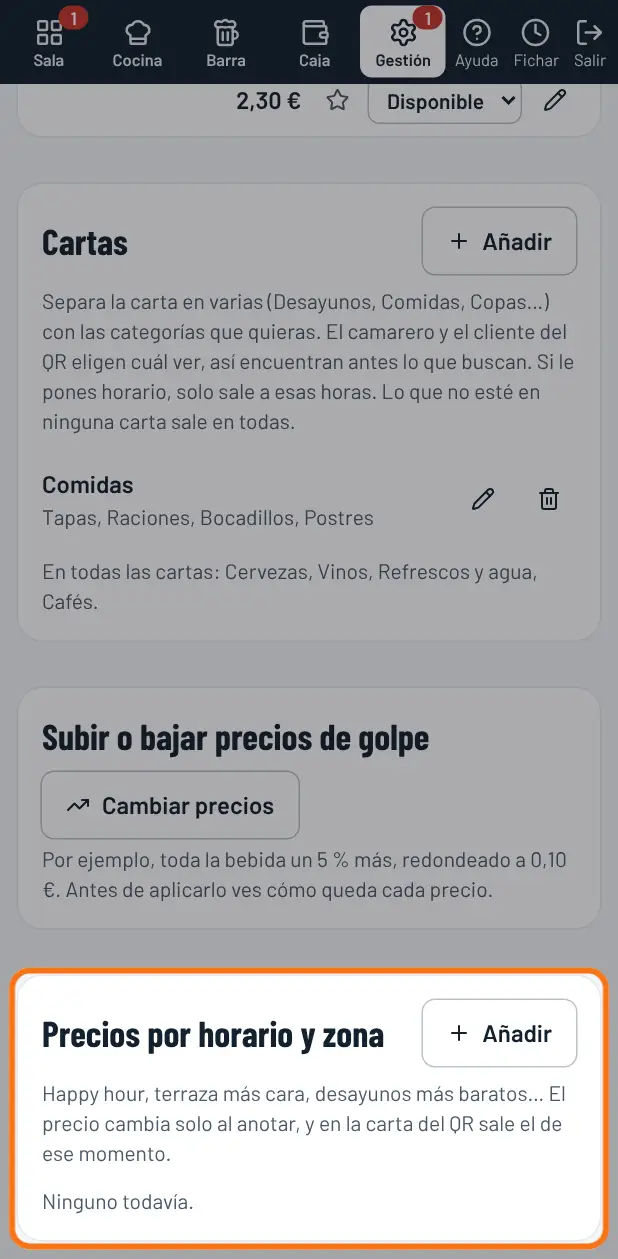 1
1
Sala
Cocina
Barra
Caja
Gestión
Ayuda
Fichar
Salir
2,30 €
Disponible
Cartas
+ Añadir
Separa la carta en varias (Desayunos, Comidas, Copas...)
con las categorías que quieras. El camarero y el cliente del
QR eligen cuál ver, así encuentran antes lo que buscan. Si le
pones horario, solo sale a esas horas. Lo que no esté en
ninguna carta sale en todas.
Comidas
Tapas, Raciones, Bocadillos, Postres
En todas las cartas: Cervezas, Vinos, Refrescos y agua,
Cafés.
Subir o bajar precios de golpe
Cambiar precios
Por ejemplo, toda la bebida un 5 % más, redondeado a 0,10
€. Antes de aplicarlo ves cómo queda cada precio.
Precios por horario y zona
+ Añadir
Happy hour, terraza más cara, desayunos más baratos... El
precio cambia solo al anotar, y en la carta del QR sale el de
ese momento.
Ninguno todavía.